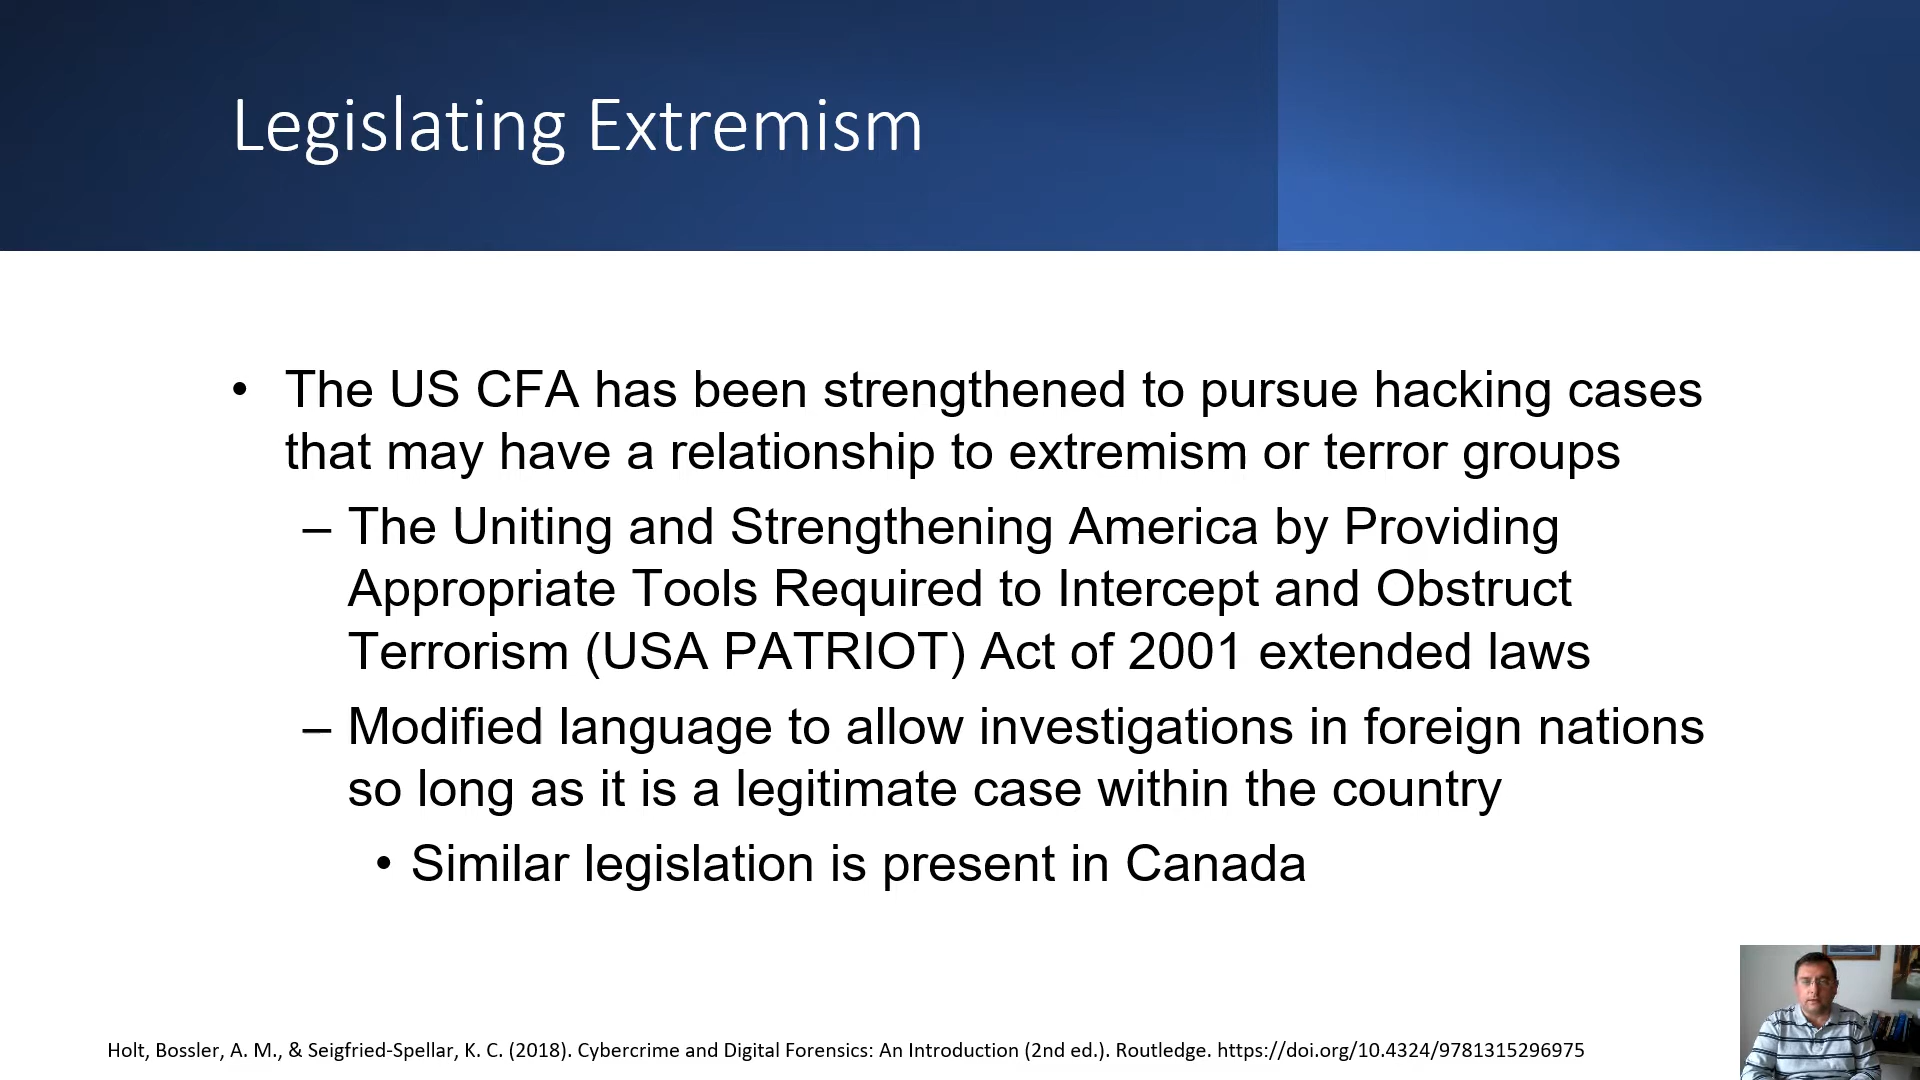 Legislating Extremism
• The US CFA has been strengthened to pursue hacking cases
that may have a relationship to extremism or terror groups
– The Uniting and Strengthening America by Providing
Appropriate Tools Required to Intercept and Obstruct
Terrorism (USA PATRIOT) Act of 2001 extended laws
– Modified language to allow investigations in foreign nations
so long as it is a legitimate case within the country
• Similar legislation is present in Canada
Holt, Bossler, A. M., & Seigfried-Spellar, K. C. (2018). Cybercrime and Digital Forensics: An Introduction (2nd ed.). Routledge. https://doi.org/10.4324/9781315296975